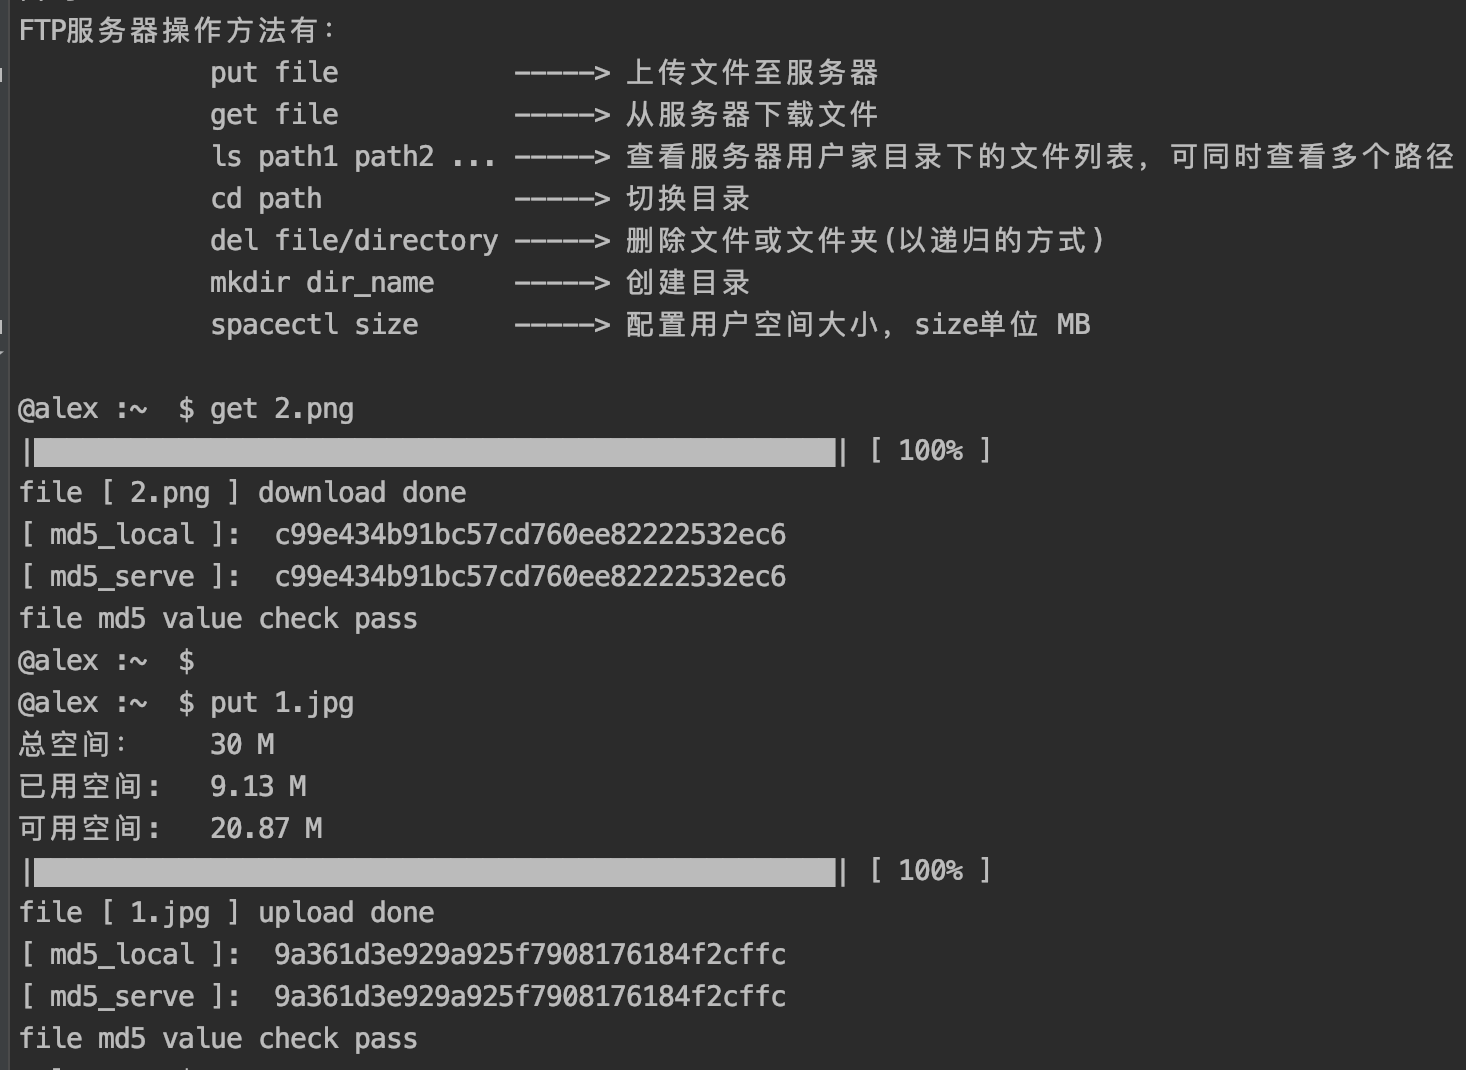 FTP服务器操作方法有:
put file -----> 上传文件至服务器
get file -----> 从服务器下载文件
ls path1 path2 ... -----> 查看服务器用户家目录下的文件列表, 可同时查看多个路径
cd path -----> 切换目录
del file/directory -----> 删除文件或文件夹(以递归的方式)
mkdir dir_name -----> 创建目录
spacectl size -----> 配置用户空间大小, size单位 MB
@alex :~  $ get 2.png
| | [ 100% ]
file [ 2.png ] download done
[ md5_local ]:  c99e434b91bc57cd760ee82222532ec6
[ md5_serve ]:  c99e434b91bc57cd760ee82222532ec6
file md5 value check pass
@alex :~  $
@alex :~  $ put 1.jpg
总空间:     30 M
已用空间:   9.13 M
可用空间:   20.87 M
| | [ 100% ]
file [ 1.jpg ] upload done
[ md5_local ]:  9a361d3e929a925f7908176184f2cffc
[ md5_serve ]:  9a361d3e929a925f7908176184f2cffc
file md5 value check pass